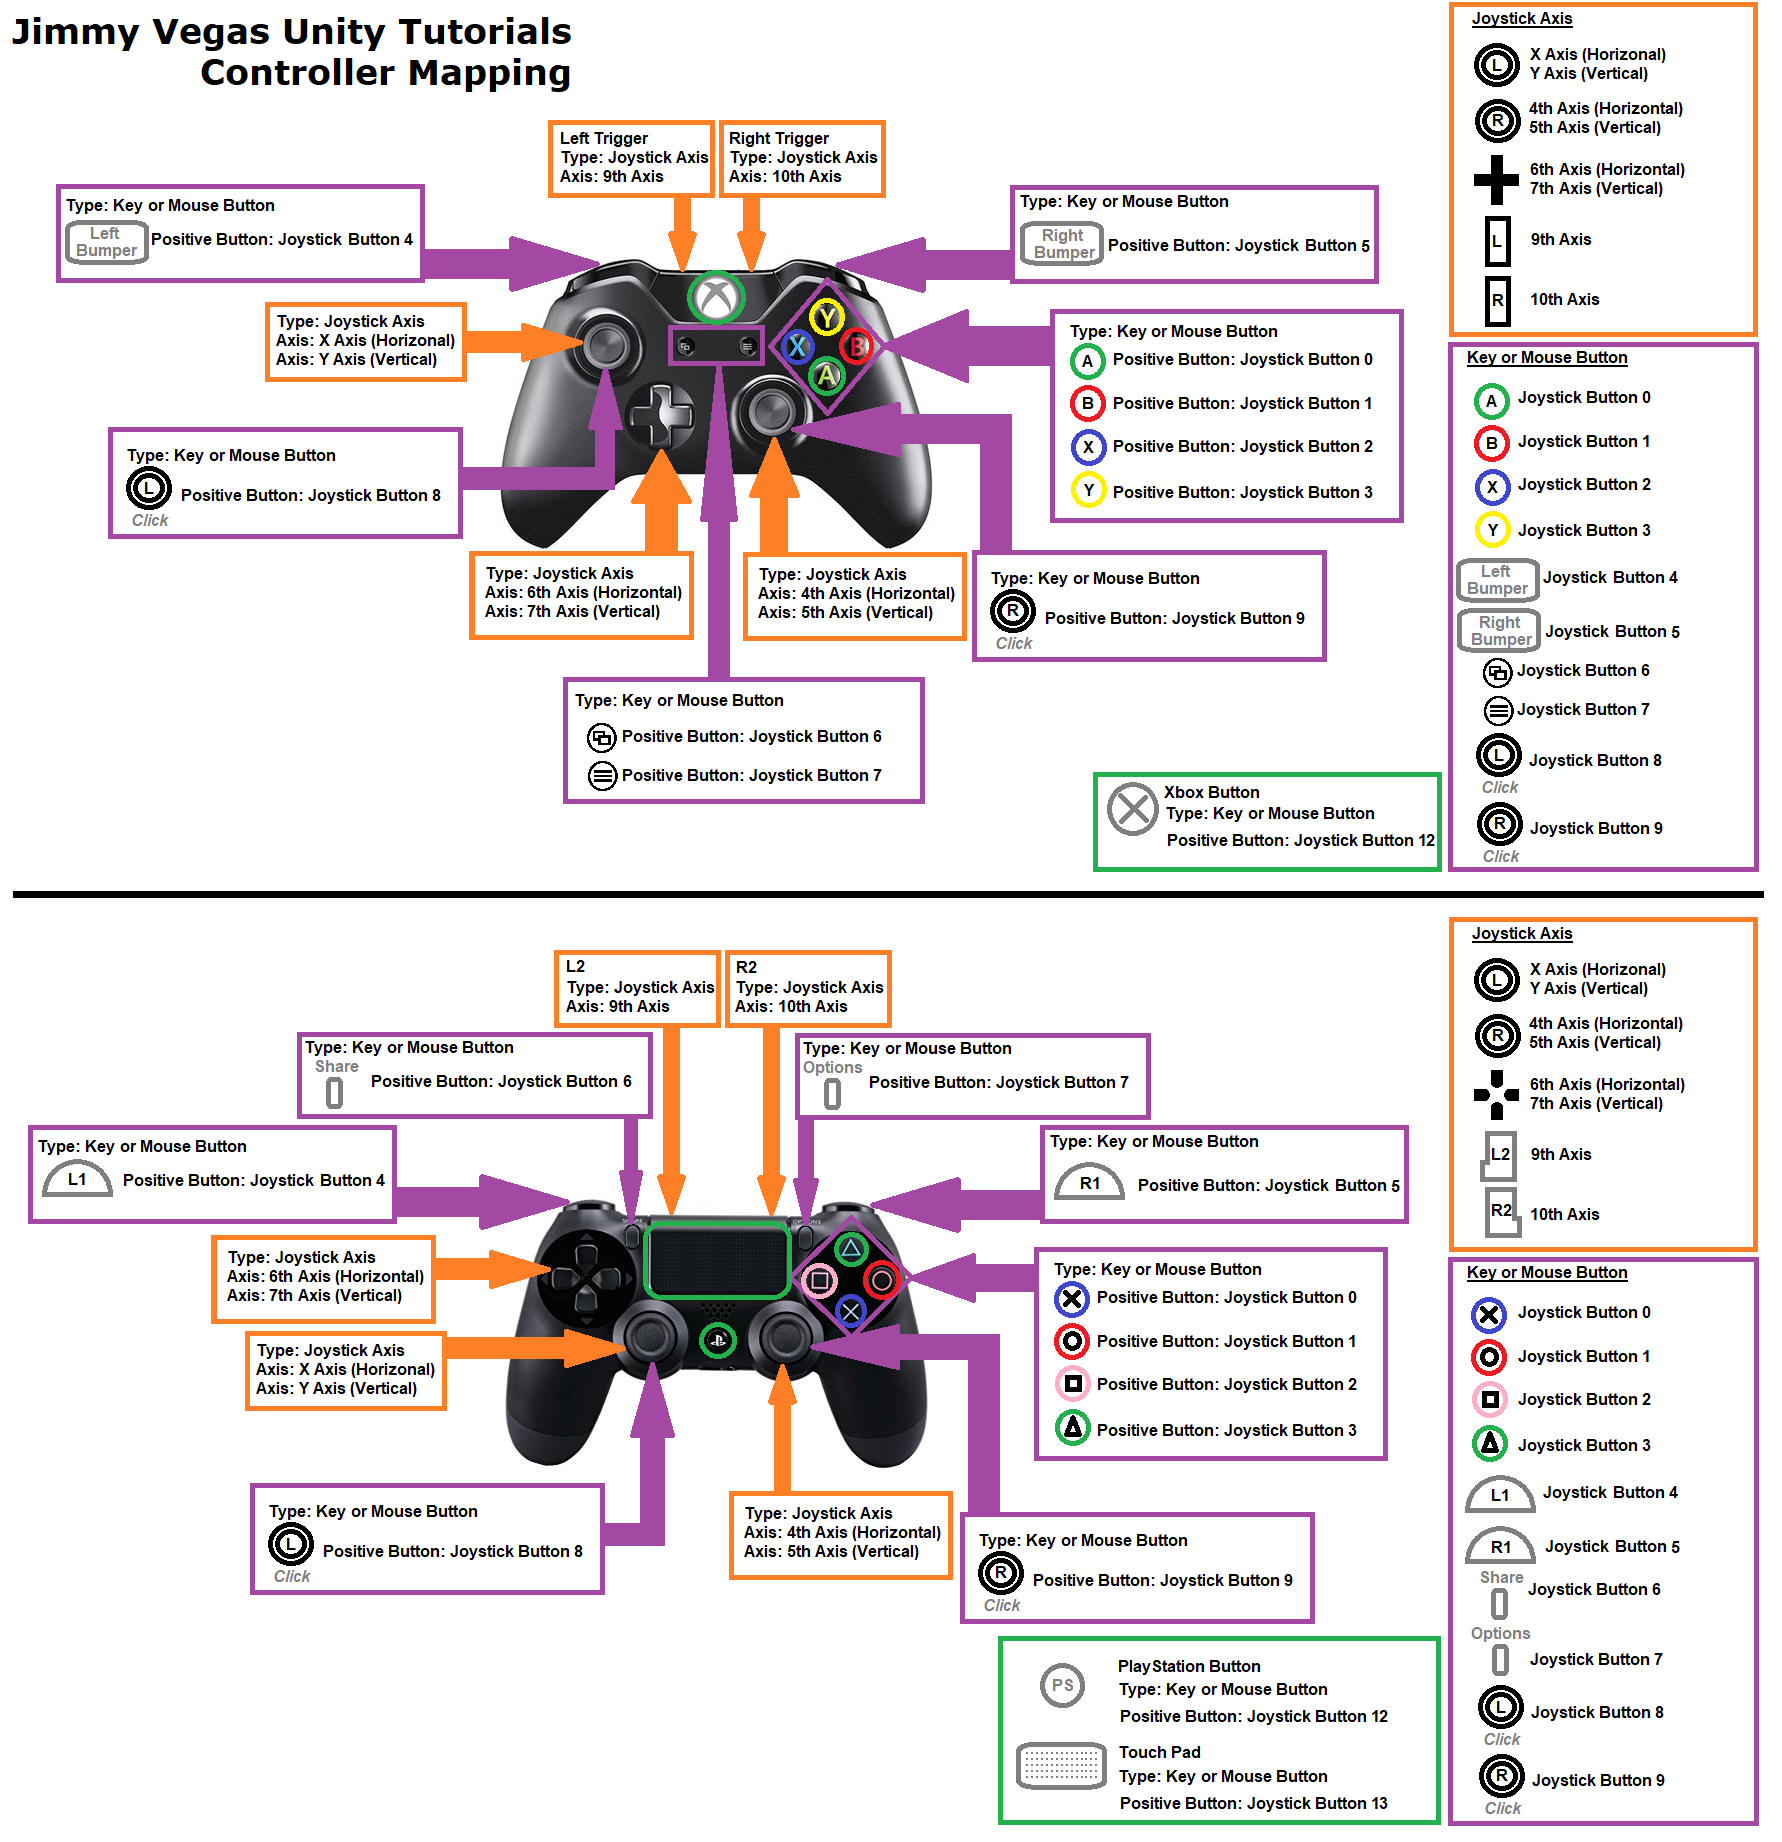 Jimmy Vegas Unity Tutorials
Controller Mapping
Left Trigger
Type: Joystick Axis
Axis: 9th Axis
Right Trigger
Type: Joystick Axis
Axis: 10th Axis
Type: Key or Mouse Button
Left
Bumper
Positive Button: Joystick Button 4
Type: Key or Mouse Button
Right
Bumper
Positive Button: Joystick Button 5
Type: Joystick Axis
Axis: X Axis (Horizonal)
Axis: Y Axis (Vertical)
Y
X
B
A
Type: Key or Mouse Button
A Positive Button: Joystick Button 0
B Positive Button: Joystick Button 1
X Positive Button: Joystick Button 2
Y Positive Button: Joystick Button 3
Type: Key or Mouse Button
L
Positive Button: Joystick Button 8
Click
Type: Joystick Axis
Axis: 6th Axis (Horizontal)
Axis: 7th Axis (Vertical)
Type: Joystick Axis
Axis: 4th Axis (Horizontal)
Axis: 5th Axis (Vertical)
Type: Key or Mouse Button
R
Positive Button: Joystick Button 9
Click
Type: Key or Mouse Button
Positive Button: Joystick Button 6
Positive Button: Joystick Button 7
Xbox Button
Type: Key or Mouse Button
Positive Button: Joystick Button 12
Joystick Axis
L
X Axis (Horizonal)
Y Axis (Vertical)
R
4th Axis (Horizontal)
5th Axis (Vertical)
6th Axis (Horizontal)
7th Axis (Vertical)
L 9th Axis
R 10th Axis
Key or Mouse Button
A Joystick Button 0
B Joystick Button 1
X Joystick Button 2
Y Joystick Button 3
Left
Bumper
Joystick Button 4
Right
Bumper
Joystick Button 5
Joystick Button 6
Joystick Button 7
L Joystick Button 8
Click
R Joystick Button 9
Click
L2
Type: Joystick Axis
Axis: 9th Axis
R2
Type: Joystick Axis
Axis: 10th Axis
Type: Key or Mouse Button
Share
Positive Button: Joystick Button 6
Type: Key or Mouse Button
Options
Positive Button: Joystick Button 7
Type: Key or Mouse Button
L1 Positive Button: Joystick Button 4
Type: Key or Mouse Button
R1 Positive Button: Joystick Button 5
Type: Joystick Axis
Axis: 6th Axis (Horizontal)
Axis: 7th Axis (Vertical)
Type: Joystick Axis
Axis: X Axis (Horizonal)
Axis: Y Axis (Vertical)
Type: Key or Mouse Button
Positive Button: Joystick Button 0
Positive Button: Joystick Button 1
Positive Button: Joystick Button 2
Positive Button: Joystick Button 3
Type: Key or Mouse Button
L
Positive Button: Joystick Button 8
Click
Type: Joystick Axis
Axis: 4th Axis (Horizontal)
Axis: 5th Axis (Vertical)
Type: Key or Mouse Button
R
Positive Button: Joystick Button 9
Click
PlayStation Button
PS
Type: Key or Mouse Button
Positive Button: Joystick Button 12
Touch Pad
Type: Key or Mouse Button
Positive Button: Joystick Button 13
Joystick Axis
L
X Axis (Horizonal)
Y Axis (Vertical)
R
4th Axis (Horizontal)
5th Axis (Vertical)
6th Axis (Horizontal)
7th Axis (Vertical)
L2 9th Axis
R2 10th Axis
Key or Mouse Button
Joystick Button 0
Joystick Button 1
Joystick Button 2
Joystick Button 3
L1 Joystick Button 4
R1 Joystick Button 5
Share
Joystick Button 6
Options
Joystick Button 7
L Joystick Button 8
Click
R Joystick Button 9
Click